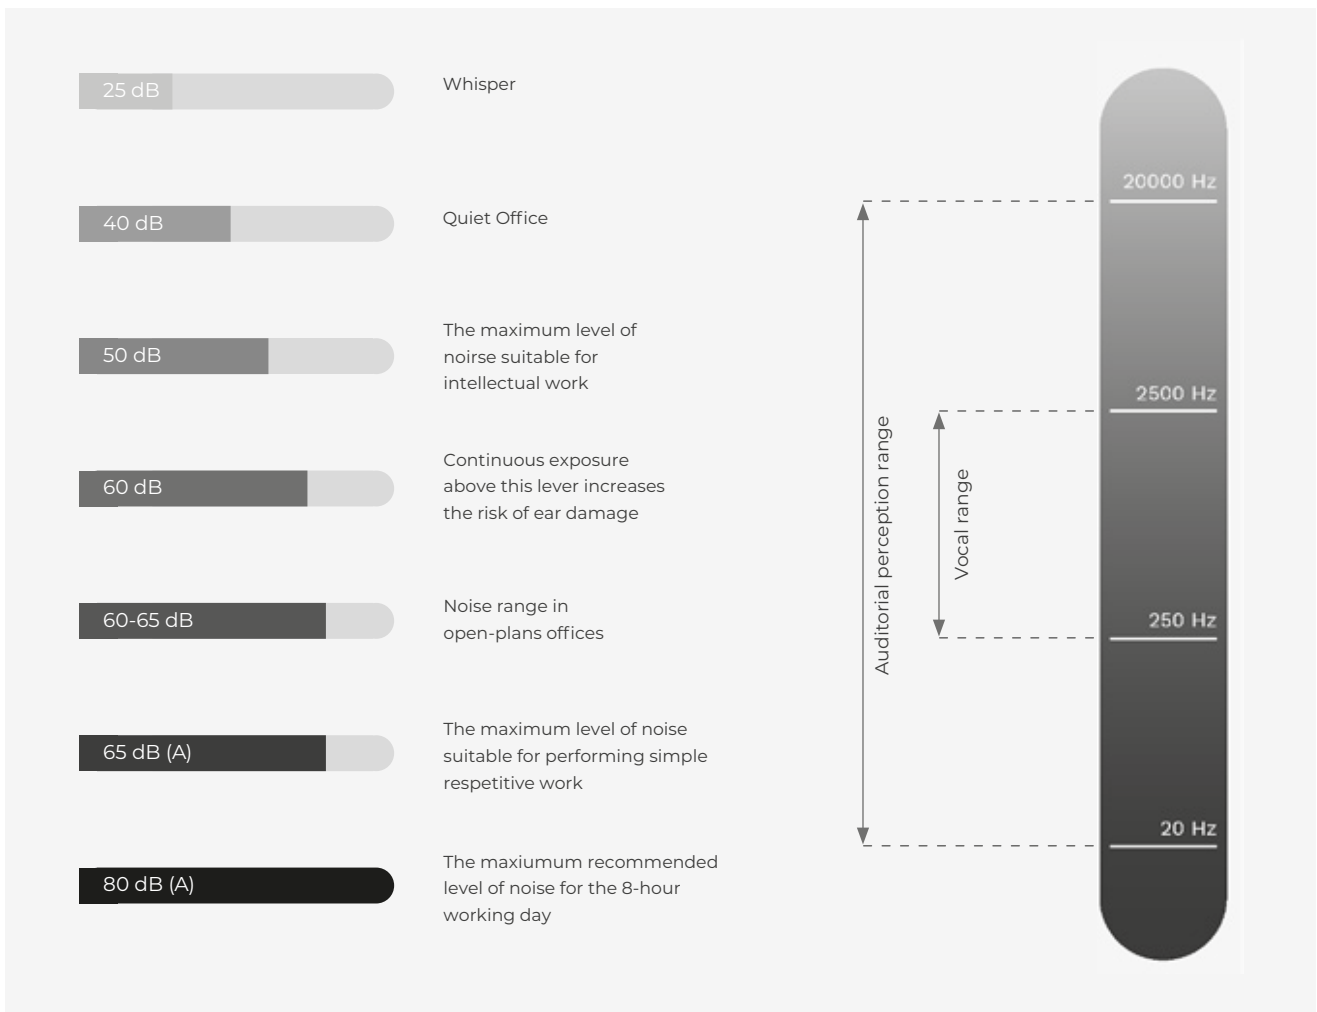 25 dB
Whisper
40 dB
Quiet Office
50 dB
The maximum level of
noirse suitable for
intellectual work
60 dB
Continuous exposure
above this lever increases
the risk of ear damage
60-65 dB
Noise range in
open-plans offices
65 dB (A)
The maximum level of noise
suitable for performing simple
respetitive work
80 dB (A)
The maxiumum recommended
level of noise for the 8-hour
working day
Auditorial perception range
Vocal range
20000 Hz
2500 Hz
250 Hz
20 Hz